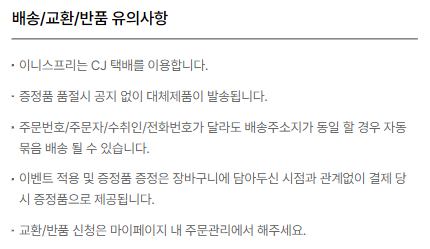 배송/교환/반품 유의사항
· 이니스프리는 CJ 택배를 이용합니다.
· 증정품 품절시 공지 없이 대체제품이 발송됩니다.
· 주문번호/주문자/수취인/전화번호가 달라도 배송주소지가 동일 할 경우 자동
묶음 배송 될 수 있습니다.
· 이벤트 적용 및 증정품 증정은 장바구니에 담아두신 시점과 관계없이 결제 당
시 증정품으로 제공됩니다.
· 교환/반품 신청은 마이페이지 내 주문관리에서 해주세요.